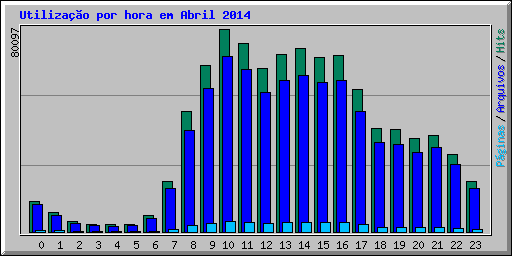 Utilização por hora em Abril 2014
80097
Páginas / Arquivos / Hits
0 1 2 3 4 5 6 7 8 9 10 11 12 13 14 15 16 17 18 19 20 21 22 23